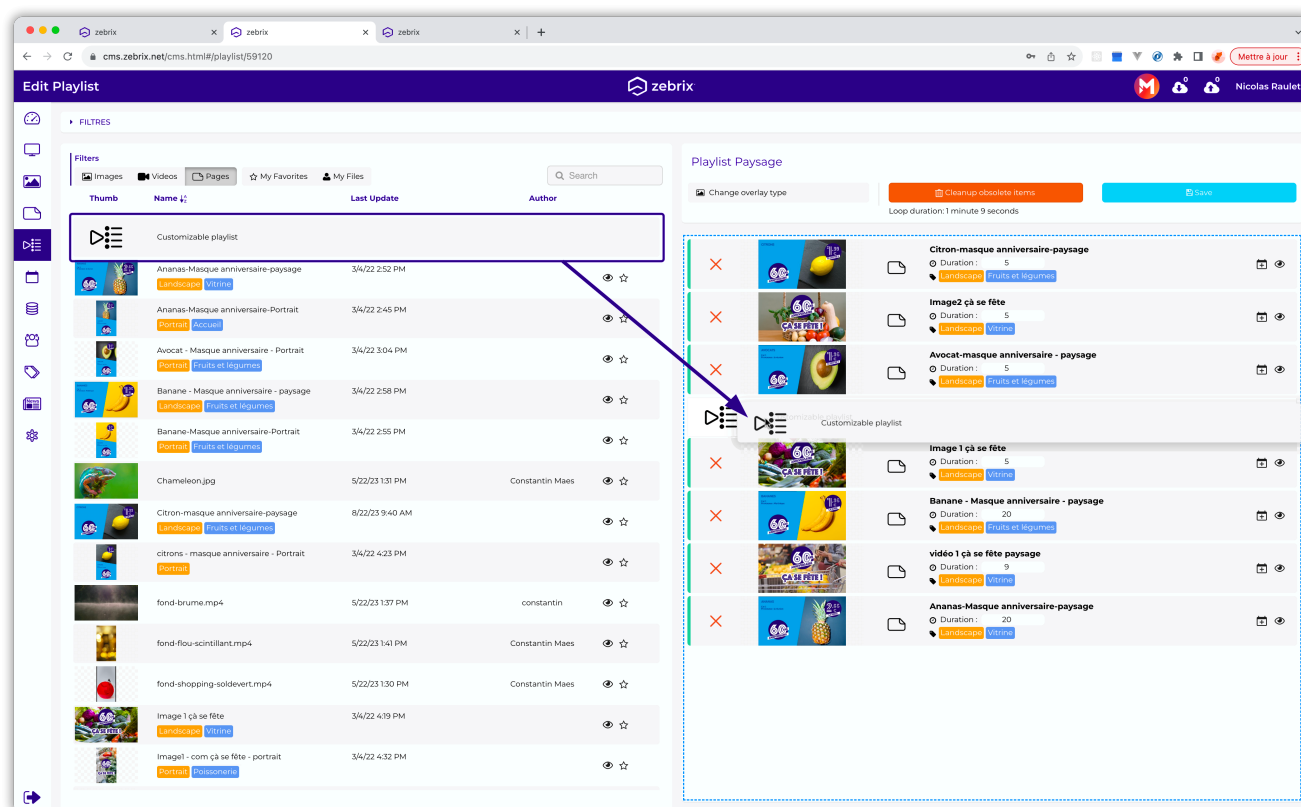 zebrix
zebrix
zebrix
cms.zebrix.net/cms.html#/playlist/59120
Mettre à jour
Edit Playlist
zebrix
0
0
Nicolas Raulet
FILTRES
Filters
Images Videos Pages My Favorites My Files
Search
Thumb Name Last Update Author
Customizable playlist
Ananas-Masque anniversaire-paysage 3/4/22 2:52 PM
Landscape Vitrine
Ananas-Masque anniversaire-Portrait 3/4/22 2:45 PM
Portrait Accueil
Avocat - Masque anniversaire - Portrait 3/4/22 3:04 PM
Portrait Fruits et légumes
Banane - Masque anniversaire - paysage 3/4/22 2:58 PM
Landscape Fruits et légumes
Banane-Masque anniversaire-Portrait 3/4/22 2:55 PM
Portrait Fruits et légumes
Chameleon.jpg 5/22/23 1:31 PM Constantin Maes
Citron-masque anniversaire-paysage 8/22/23 9:40 AM
Landscape Fruits et légumes
citrons - masque anniversaire - Portrait 3/4/22 4:23 PM
Portrait
fond-brume.mp4 5/22/23 1:37 PM constantin
fond-flou-scintillant.mp4 5/22/23 1:41 PM Constantin Maes
fond-shopping-soldevert.mp4 5/22/23 1:30 PM Constantin Maes
Image 1 çà se fête 3/4/22 4:19 PM
Landscape Vitrine
Image1 - com çà se fête - portrait 3/4/22 4:32 PM
Portrait Poissonerie
Playlist Paysage
Change overlay type
Cleanup obsolete items
Save
Loop duration: 1 minute 9 seconds
Citron-masque anniversaire-paysage
Duration : 5
Landscape Fruits et légumes
Image2 çà se fête
Duration : 5
Landscape Vitrine
ÇA SE FÊTE !
Avocat-masque anniversaire - paysage
Duration : 5
Landscape Fruits et légumes
Customizable playlist
Customizable playlist
Image 1 çà se fête
Duration : 5
Landscape Vitrine
ÇA SE FÊTE !
Banane - Masque anniversaire - paysage
Duration : 20
Landscape Fruits et légumes
vidéo 1 çà se fête paysage
Duration : 9
Landscape Vitrine
ÇA SE FÊTE !
Ananas-Masque anniversaire-paysage
Duration : 20
Landscape Vitrine